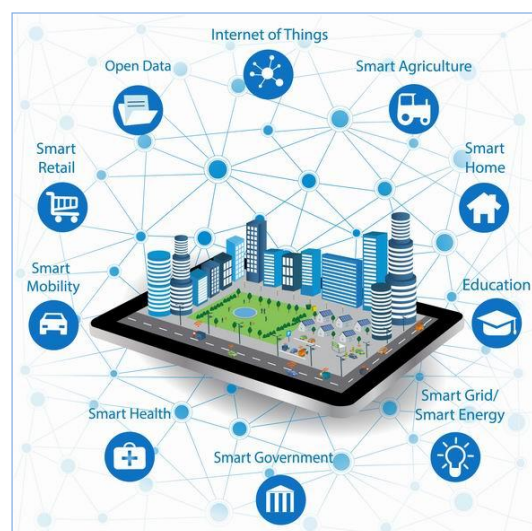 Internet of Things
Open Data
Smart Agriculture
Smart
Retail
Smart
Home
Smart
Mobility
Education
Smart Grid/
Smart Energy
Smart Health
Smart Government